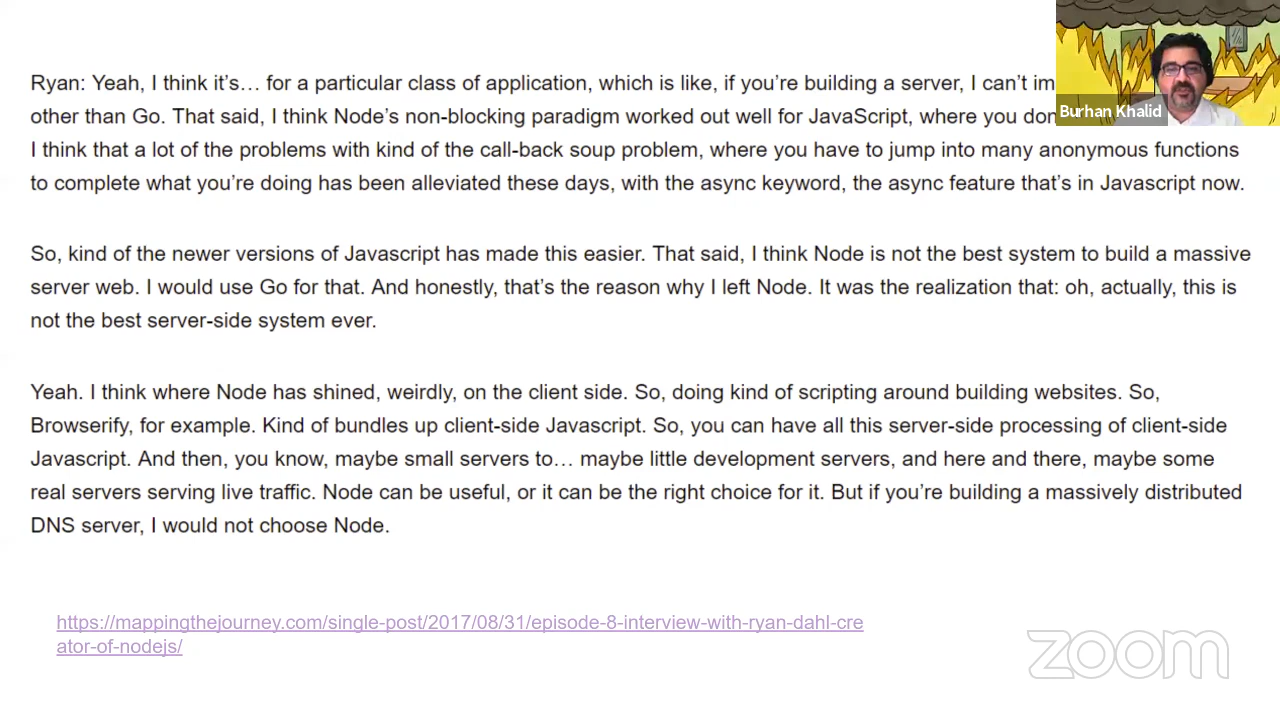 Ryan: Yeah, I think it’s… for a particular class of application, which is like, if you’re building a server, I can’t im
other than Go. That said, I think Node’s non-blocking paradigm worked out well for JavaScript, where you don
I think that a lot of the problems with kind of the call-back soup problem, where you have to jump into many anonymous functions
to complete what you’re doing has been alleviated these days, with the async keyword, the async feature that’s in Javascript now.
So, kind of the newer versions of Javascript has made this easier. That said, I think Node is not the best system to build a massive
server web. I would use Go for that. And honestly, that’s the reason why I left Node. It was the realization that: oh, actually, this is
not the best server-side system ever.
Yeah. I think where Node has shined, weirdly, on the client side. So, doing kind of scripting around building websites. So,
Browserify, for example. Kind of bundles up client-side Javascript. So, you can have all this server-side processing of client-side
Javascript. And then, you know, maybe small servers to… maybe little development servers, and here and there, maybe some
real servers serving live traffic. Node can be useful, or it can be the right choice for it. But if you’re building a massively distributed
DNS server, I would not choose Node.
https://mappingthejourney.com/single-post/2017/08/31/episode-8-interview-with-ryan-dahl-cre
ator-of-nodejs/
Burhan Khalid
zoom